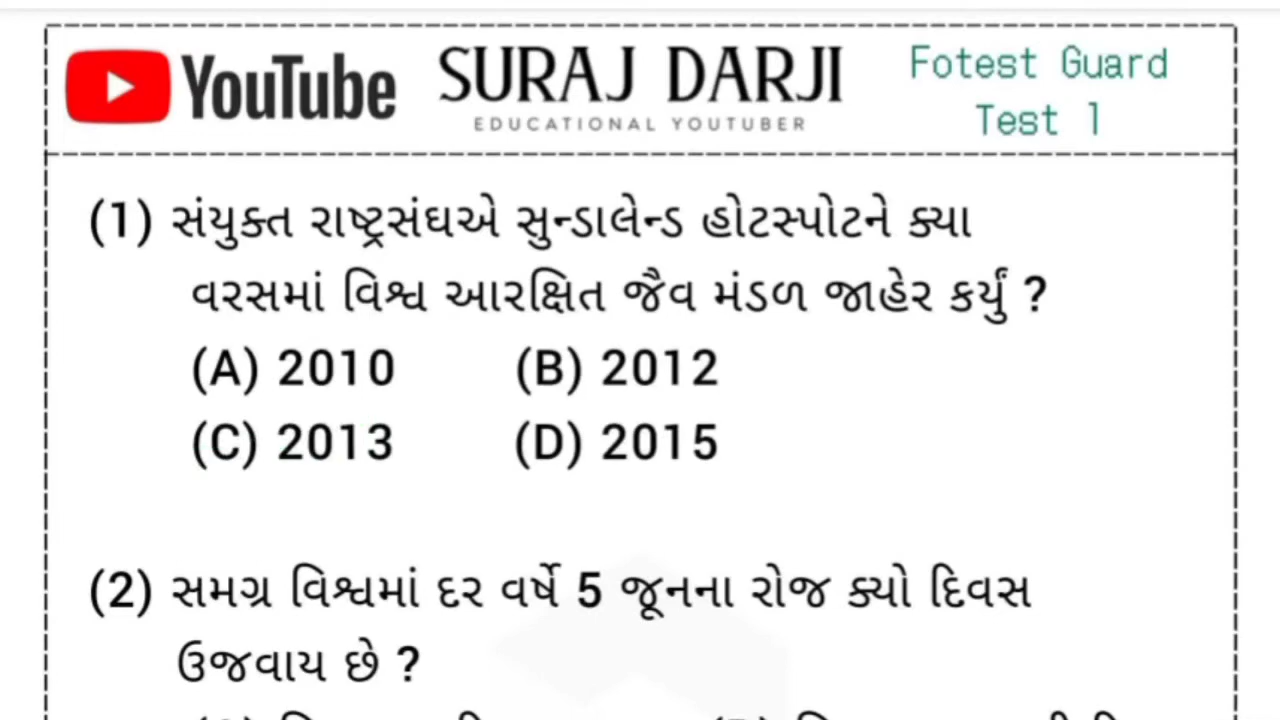 YouTube
SURAJ DARJI
EDUCATIONAL YOUTUBER
Fotest Guard
Test 1
(1) સંયુક્ત રાષ્ટ્રસંઘએ સુન્ડાલેન્ડ હોટસ્પોટને ક્યા
વરસમાં વિશ્વ આરક્ષિત જૈવ મંડળ જાહેર કર્યું ?
(A) 2010 (B) 2012
(C) 2013 (D) 2015
(2) સમગ્ર વિશ્વમાં દર વર્ષે 5 જૂનના રોજ ક્યો દિવસ
ઉજવાય છે ?